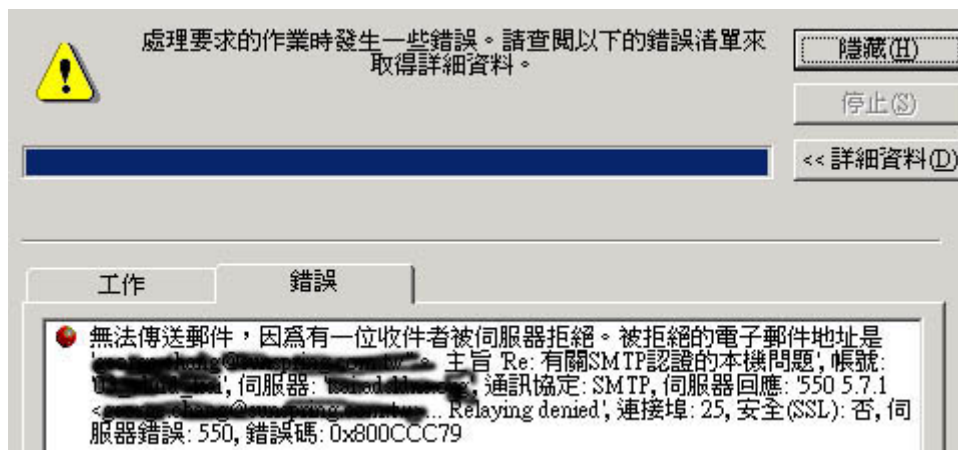 處理要求的作業時發生一些錯誤。請查閱以下的錯誤清單來
取得詳細資料。
隱藏(H)
停止(S)
<< 詳細資料(D)
工作
錯誤
無法傳送郵件，因爲有一位收件者被伺服器拒絕。被拒絕的電子郵件地址是
主旨 'Re: 有關SMTP認證的本機問題', 帳號:
伺服器: 通訊協定: SMTP, 伺服器回應: '550 5.7.1
... Relaying denied', 連接埠: 25, 安全(SSL): 否, 伺
服器錯誤: 550, 錯誤碼: 0x800CCC79